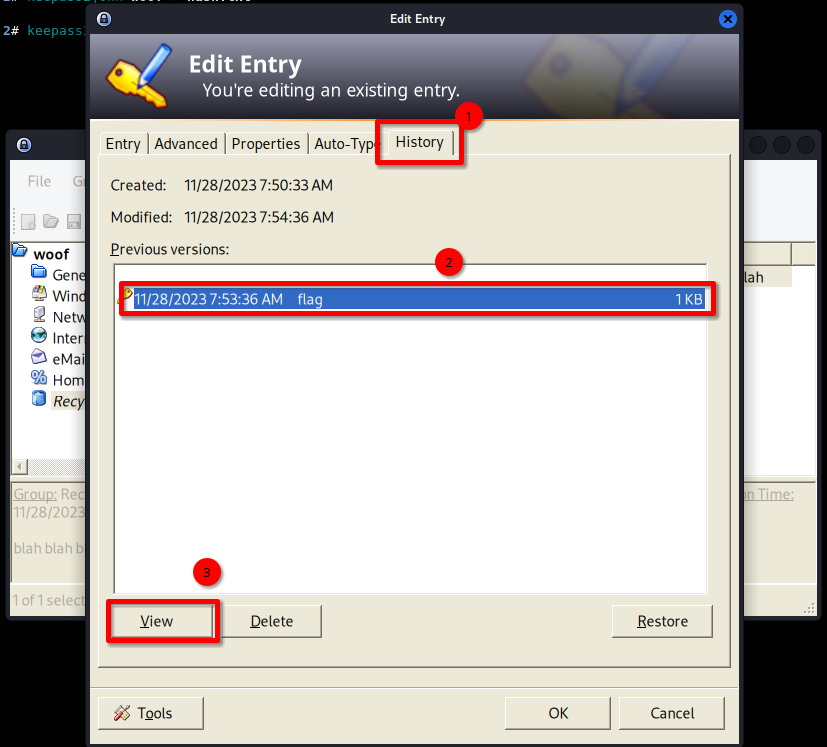 2# keepass
Edit Entry
Edit Entry
You're editing an existing entry.
1
Entry
Advanced
Properties
Auto-Type
History
File
Created: 11/28/2023 7:50:33 AM
Modified: 11/28/2023 7:54:36 AM
Previous versions:
2
woof
Gene
Wind
Netw
Inter
eMai
Hom
Recy
lah
11/28/2023 7:53:36 AM flag 1 KB
Group: Rec
on Time:
11/28/2023
blah blah b
3
1 of 1 select
View
Delete
Restore
Tools
OK
Cancel